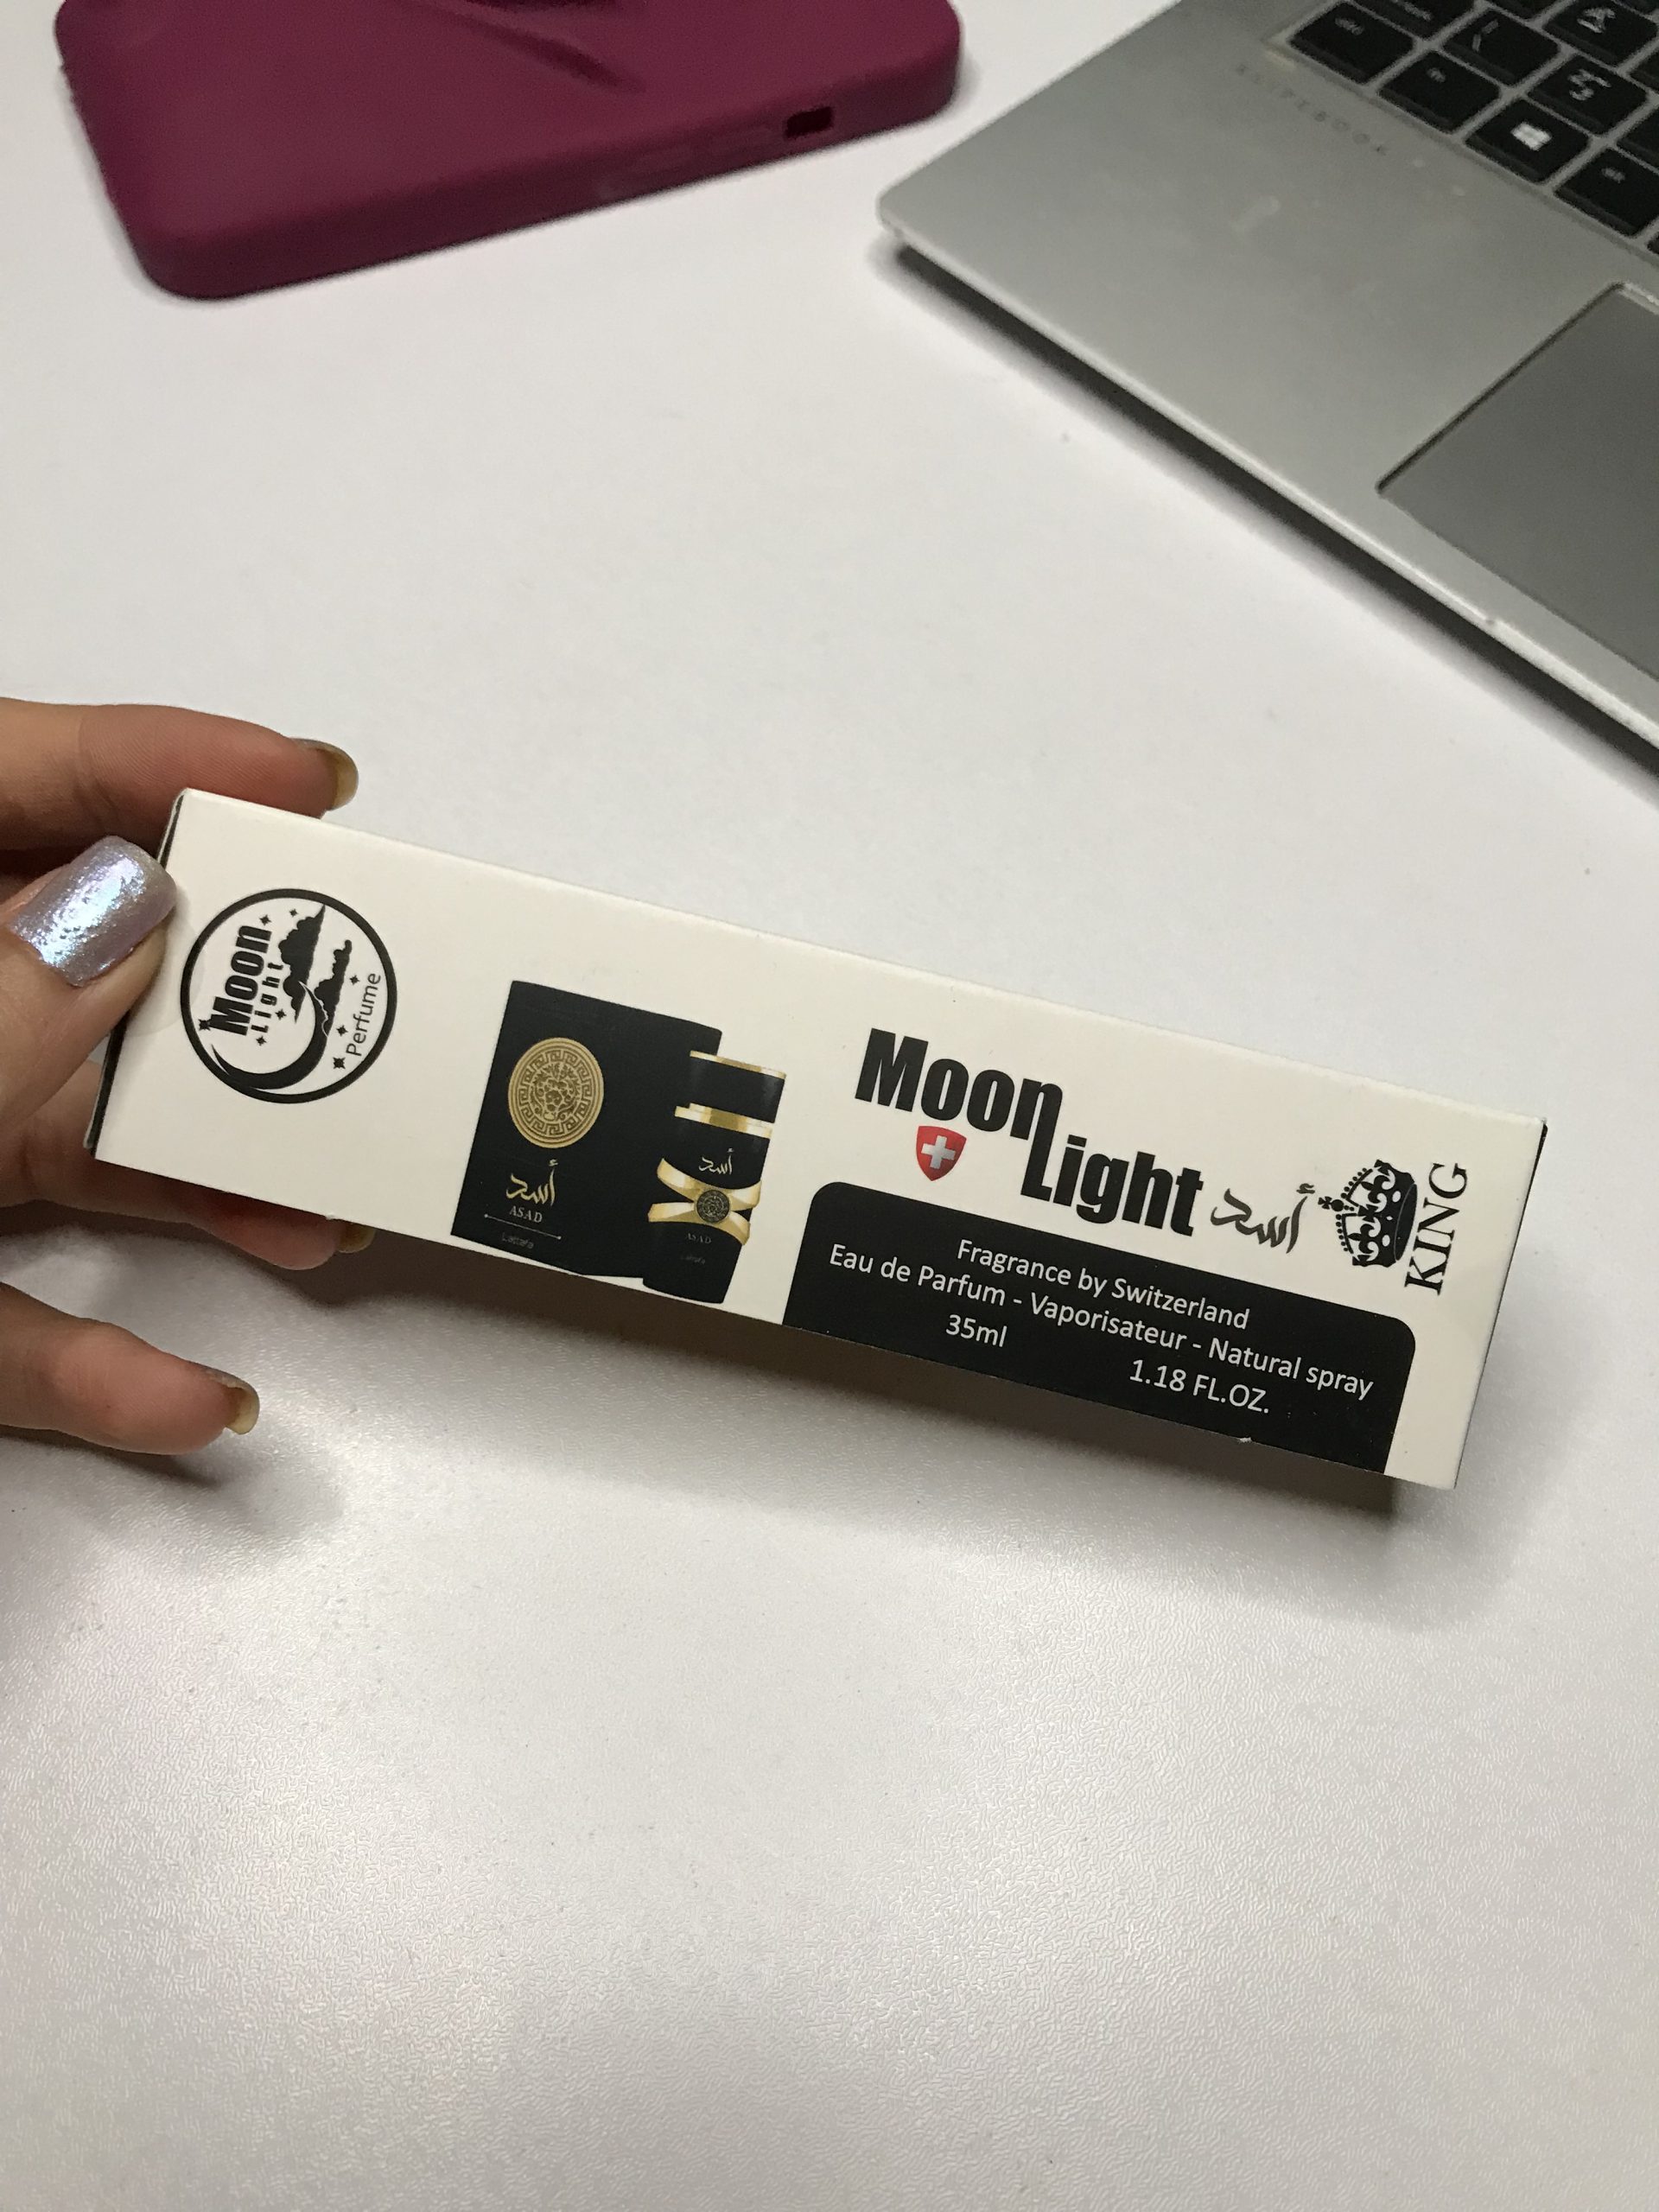 Moon
Light
Perfume
أسد
ASAD
Lattafa
أسد
ASAD
Moon
Light
أسد
KING
Fragrance by Switzerland
Eau de Parfum - Vaporisateur - Natural spray
35ml
1.18 FL.OZ.
alt